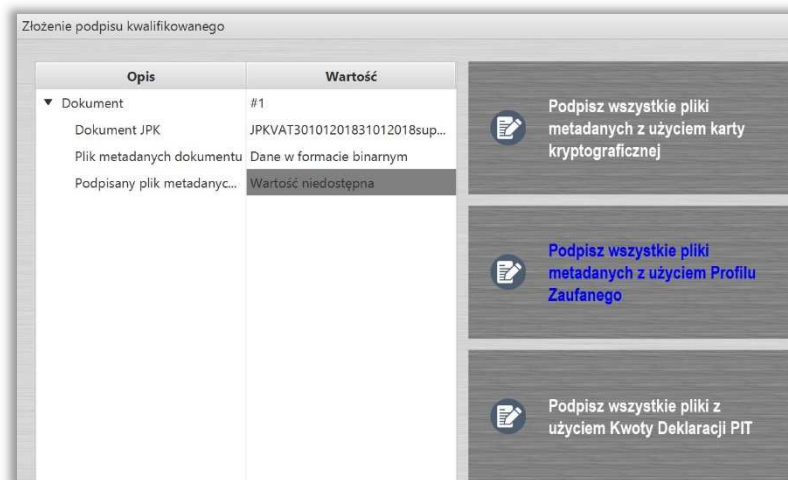 Złożenie podpisu kwalifikowanego
Opis Wartość
Dokument #1
Dokument JPK JPKVAT30101201831012018sup...
Plik metadanych dokumentu Dane w formacie binarnym
Podpisany plik metadanyc... Wartość niedostępna
Podpisz wszystkie pliki
metadanych z użyciem karty
kryptograficznej
Podpisz wszystkie pliki
metadanych z użyciem Profilu
Zaufanego
Podpisz wszystkie pliki z
użyciem Kwoty Deklaracji PIT